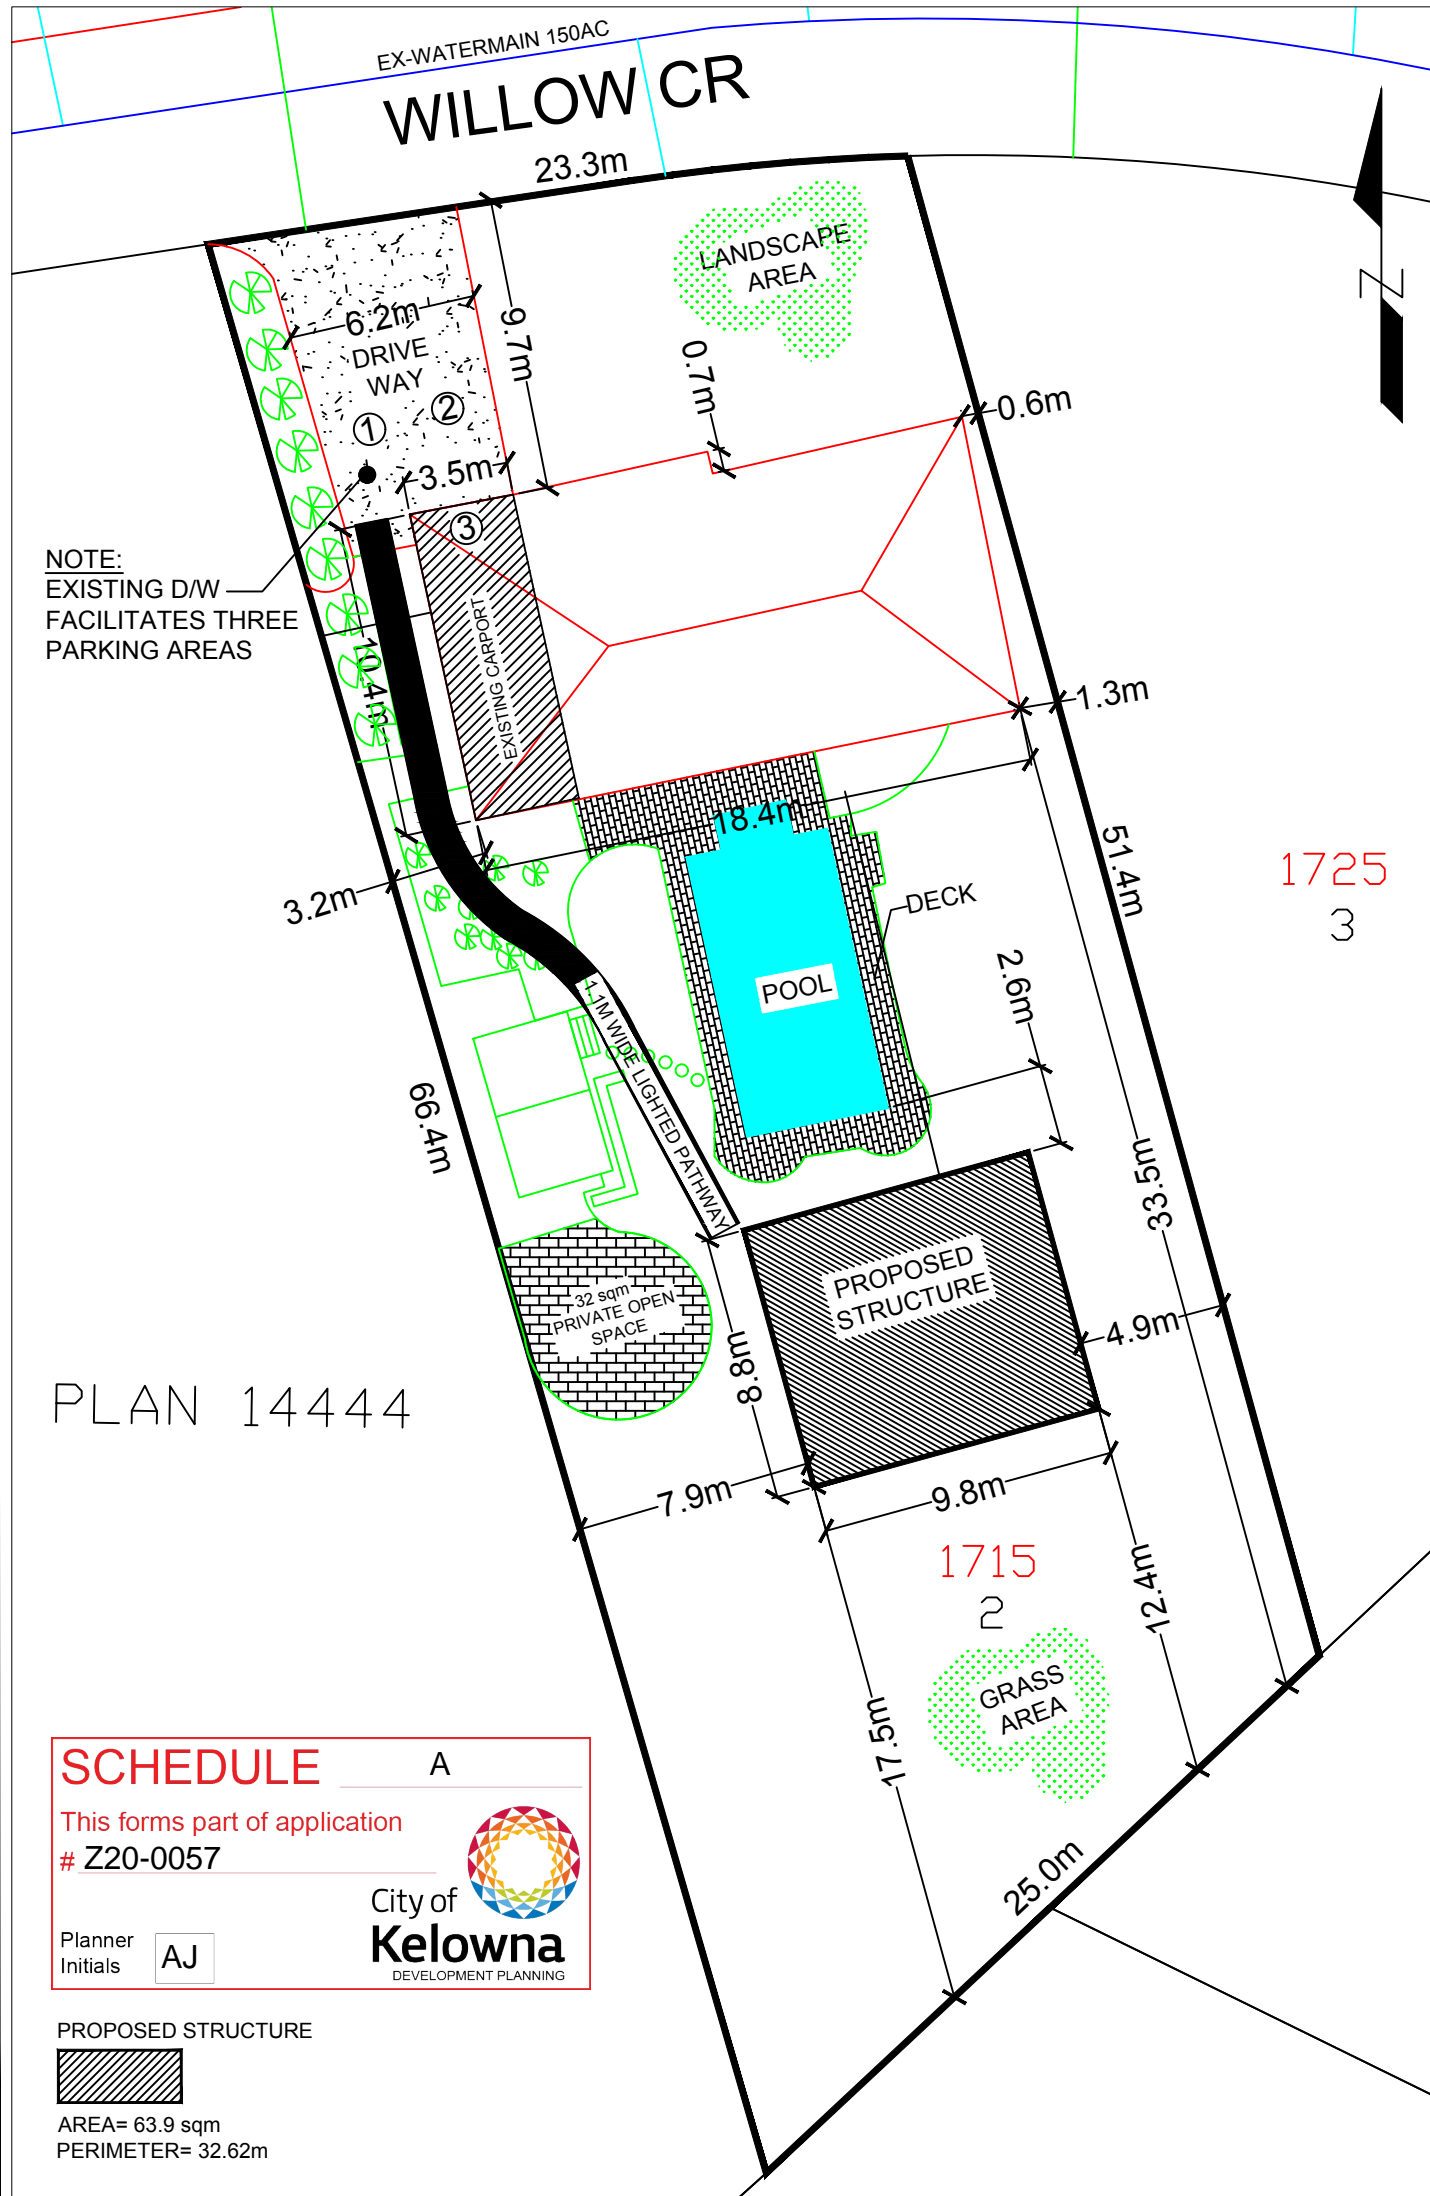 EX-WATERMAIN 150AC
WILLOW CR
23.3m
LANDSCAPE
AREA
6.2m
DRIVE
WAY
9.7m
0.7m
0.6m
1
2
3.5m
3
NOTE:
EXISTING D/W
FACILITATES THREE
PARKING AREAS
10.4m
EXISTING CARPORT
1.3m
18.4m
51.4m
1725
3
3.2m
DECK
2.6m
POOL
1.1M WIDE LIGHTED PATHWAY
66.4m
33.5m
PROPOSED
STRUCTURE
32 sqm
PRIVATE OPEN
SPACE
4.9m
8.8m
PLAN 14444
7.9m
9.8m
1715
2
12.4m
GRASS
AREA
17.5m
25.0m
N
SCHEDULE A
This forms part of application
# Z20-0057
City of
Kelowna
DEVELOPMENT PLANNING
Planner
Initials
AJ
PROPOSED STRUCTURE
AREA= 63.9 sqm
PERIMETER= 32.62m